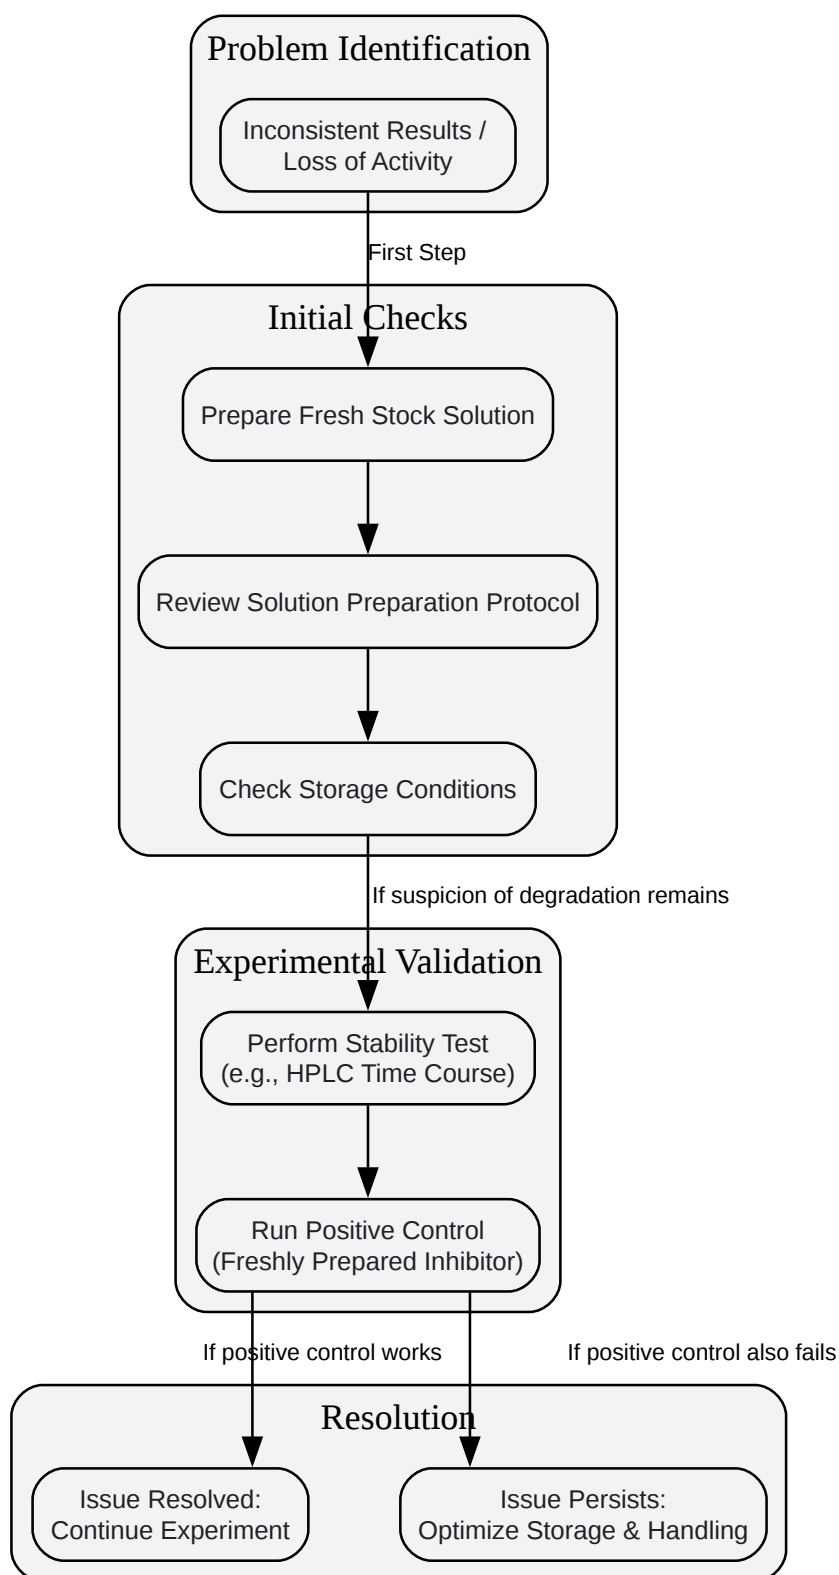 Problem Identification
Inconsistent Results /
Loss of Activity
First Step
Initial Checks
Prepare Fresh Stock Solution
Review Solution Preparation Protocol
Check Storage Conditions
If suspicion of degradation remains
Experimental Validation
Perform Stability Test
(e.g., HPLC Time Course)
Run Positive Control
(Freshly Prepared Inhibitor)
If positive control works
If positive control also fails
Resolution
Issue Resolved:
Continue Experiment
Issue Persists:
Optimize Storage & Handling